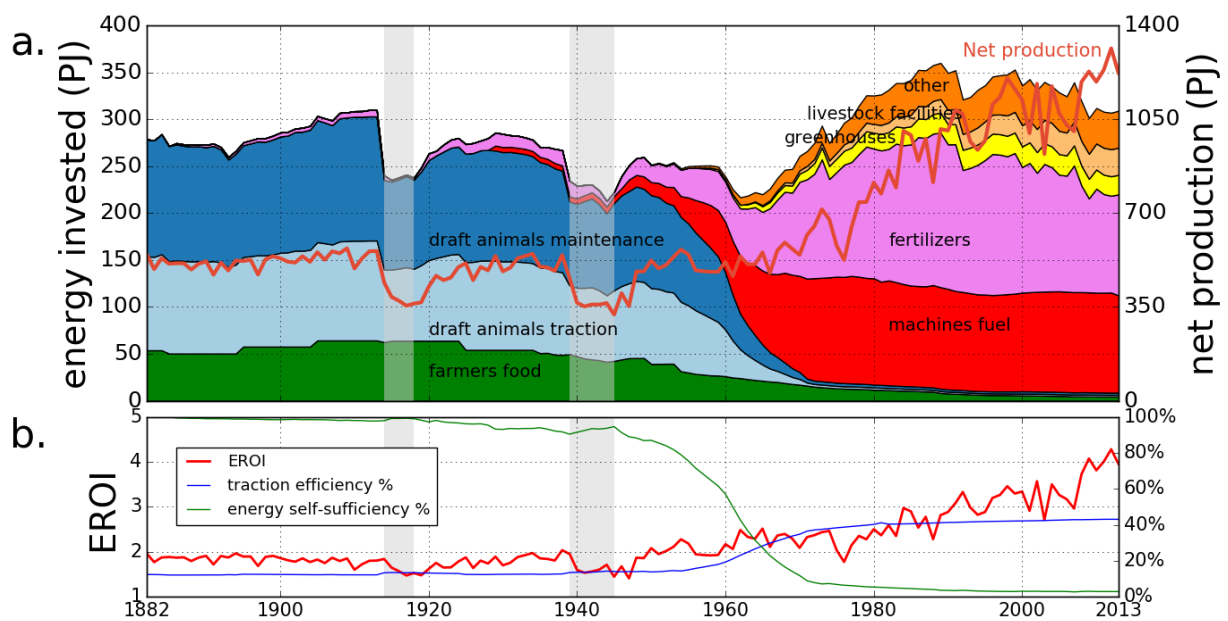 a.
energy invested (PJ)
400
350
300
250
200
150
100
50
0
Net production
other
livestock facilities
greenhouses
draft animals maintenance
fertilizers
draft animals traction
machines fuel
farmers food
1400
1050
700
350
0
net production (PJ)
b.
EROI
5
4
3
2
1
EROI
traction efficiency %
energy self-sufficiency %
100%
80%
60%
40%
20%
0%
1882
1900
1920
1940
1960
1980
2000
2013